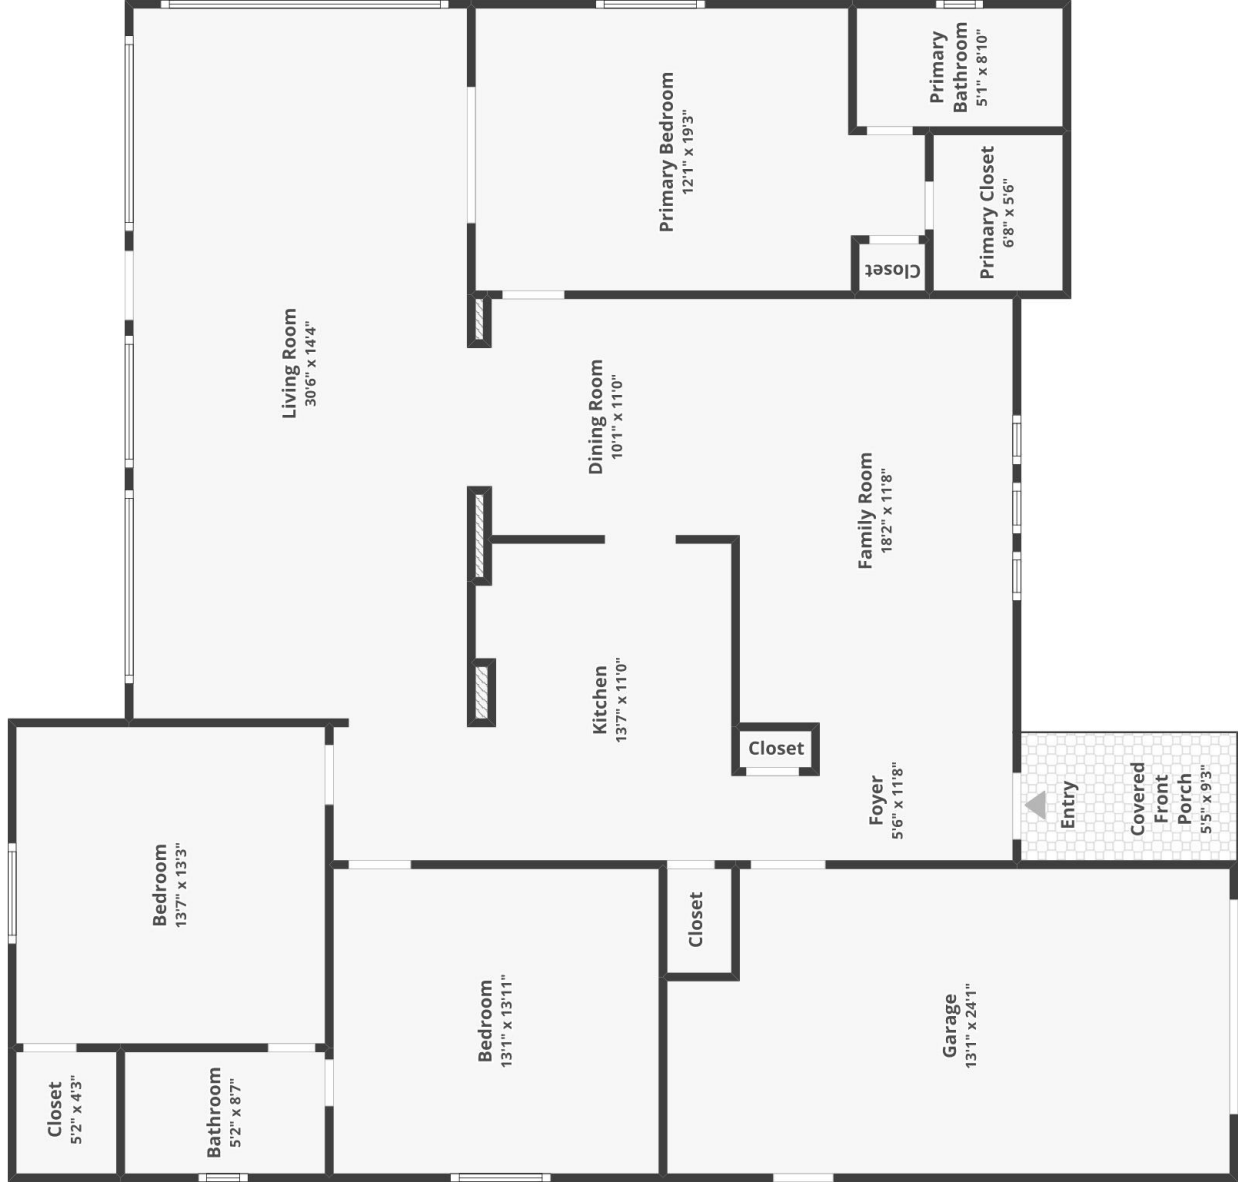 Primary
Bathroom
5'1" x 8'10"
Primary Bedroom
12'1" x 19'3"
Primary Closet
6'8" x 5'6"
Closet
Living Room
30'6" x 14'4"
Dining Room
10'1" x 11'0"
Family Room
18'2" x 11'8"
Kitchen
13'7" x 11'0"
Closet
Foyer
5'6" x 11'8"
Entry
Covered
Front
Porch
5'5" x 9'3"
Bedroom
13'7" x 13'3"
Closet
Bedroom
13'1" x 13'11"
Garage
13'1" x 24'1"
Closet
5'2" x 4'3"
Bathroom
5'2" x 8'7"